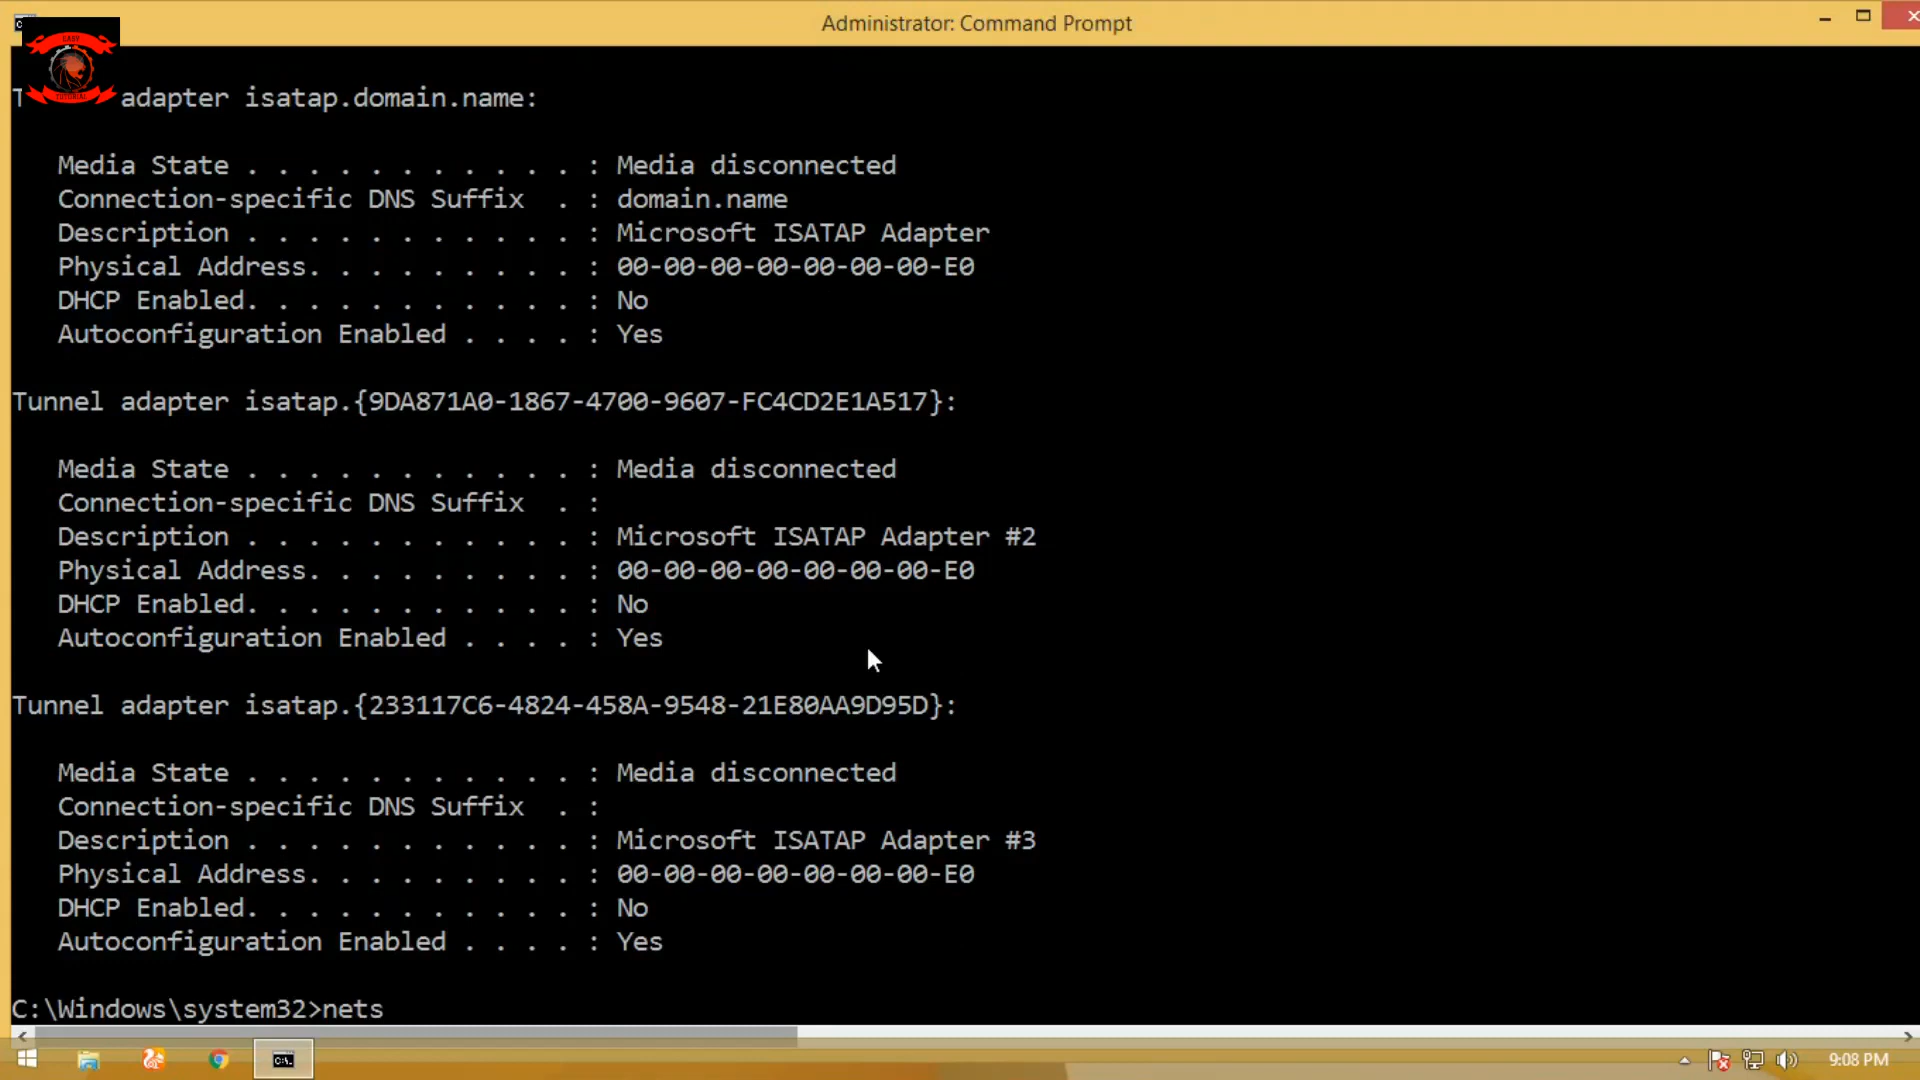 Administrator: Command Prompt
EASY
TUTORIAL
T adapter isatap.domain.name:
Media State . . . . . . . . . . . : Media disconnected
Connection-specific DNS Suffix  . : domain.name
Description . . . . . . . . . . . : Microsoft ISATAP Adapter
Physical Address. . . . . . . . . : 00-00-00-00-00-00-00-E0
DHCP Enabled. . . . . . . . . . . : No
Autoconfiguration Enabled . . . . : Yes
Tunnel adapter isatap.{9DA871A0-1867-4700-9607-FC4CD2E1A517}:
Media State . . . . . . . . . . . : Media disconnected
Connection-specific DNS Suffix  . :
Description . . . . . . . . . . . : Microsoft ISATAP Adapter #2
Physical Address. . . . . . . . . : 00-00-00-00-00-00-00-E0
DHCP Enabled. . . . . . . . . . . : No
Autoconfiguration Enabled . . . . : Yes
Tunnel adapter isatap.{233117C6-4824-458A-9548-21E80AA9D95D}:
Media State . . . . . . . . . . . : Media disconnected
Connection-specific DNS Suffix  . :
Description . . . . . . . . . . . : Microsoft ISATAP Adapter #3
Physical Address. . . . . . . . . : 00-00-00-00-00-00-00-E0
DHCP Enabled. . . . . . . . . . . : No
Autoconfiguration Enabled . . . . : Yes
C:\Windows\system32>nets
9:08 PM